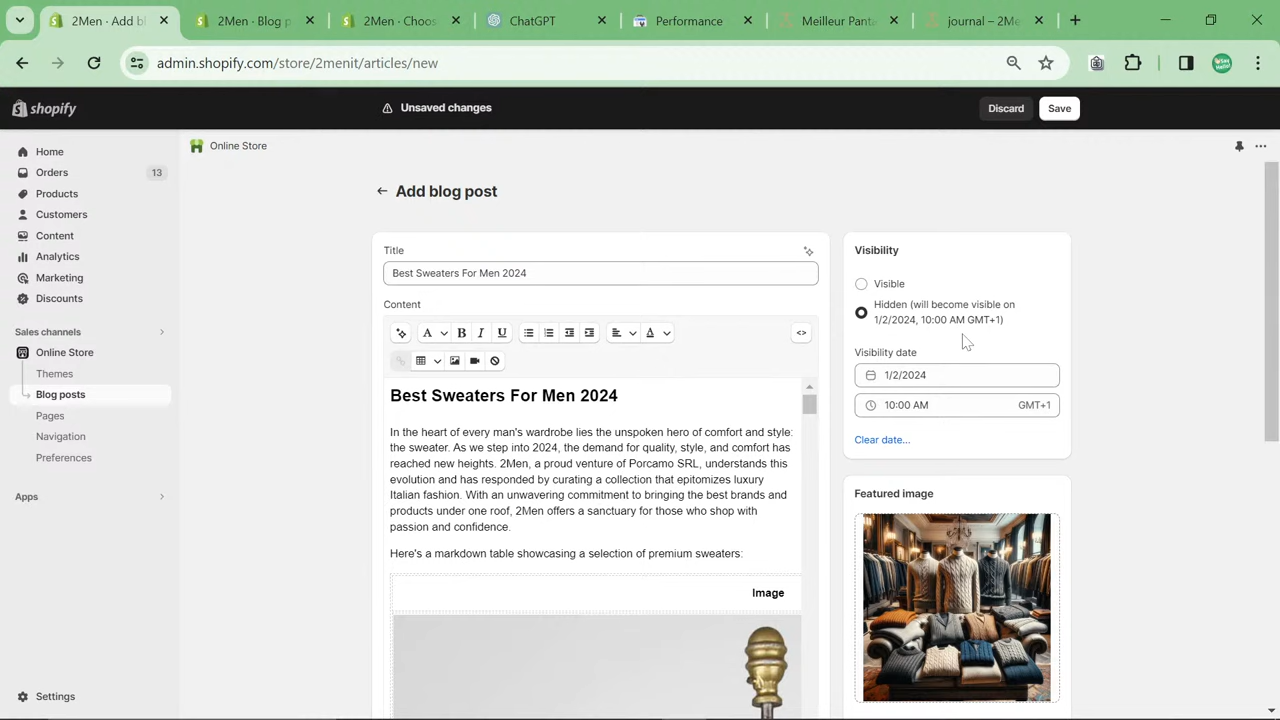 2Men · Add bl
2Men · Blog p
2Men · Choos
ChatGPT
Performance
Meilleur Panta
journal – 2Me
admin.shopify.com/store/2menit/articles/new
shopify
Unsaved changes
Discard
Save
Home
Orders
13
Products
Customers
Content
Analytics
Marketing
Discounts
Sales channels
Online Store
Themes
Blog posts
Pages
Navigation
Preferences
Apps
Settings
Online Store
Add blog post
Title
Best Sweaters For Men 2024
Content
A
B
I
U
A
<>
Best Sweaters For Men 2024
In the heart of every man's wardrobe lies the unspoken hero of comfort and style:
the sweater. As we step into 2024, the demand for quality, style, and comfort has
reached new heights. 2Men, a proud venture of Porcamo SRL, understands this
evolution and has responded by curating a collection that epitomizes luxury
Italian fashion. With an unwavering commitment to bringing the best brands and
products under one roof, 2Men offers a sanctuary for those who shop with
passion and confidence.
Here's a markdown table showcasing a selection of premium sweaters:
Image
Visibility
Visible
Hidden (will become visible on
1/2/2024, 10:00 AM GMT+1)
Visibility date
1/2/2024
10:00 AM GMT+1
Clear date...
Featured image